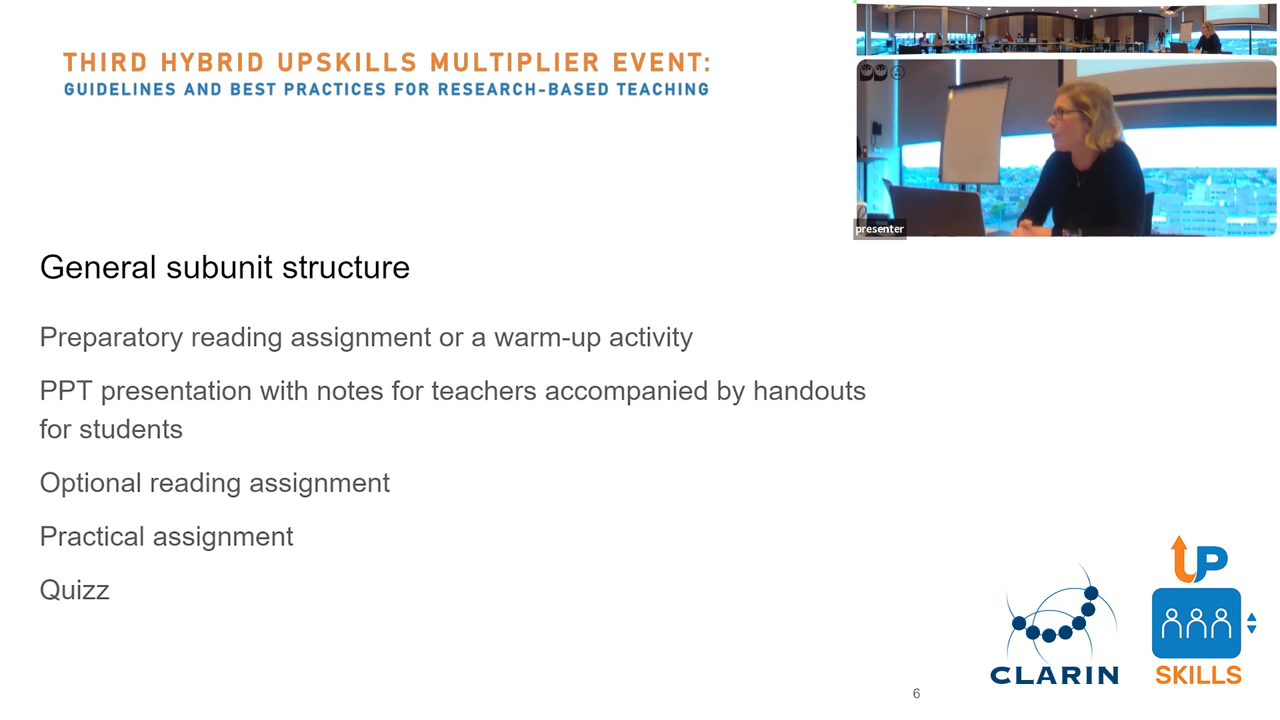 THIRD HYBRID UPSKILLS MULTIPLIER EVENT:
GUIDELINES AND BEST PRACTICES FOR RESEARCH-BASED TEACHING
presenter
General subunit structure
Preparatory reading assignment or a warm-up activity
PPT presentation with notes for teachers accompanied by handouts
for students
Optional reading assignment
Practical assignment
Quizz
CLARIN
UP
SKILLS
6